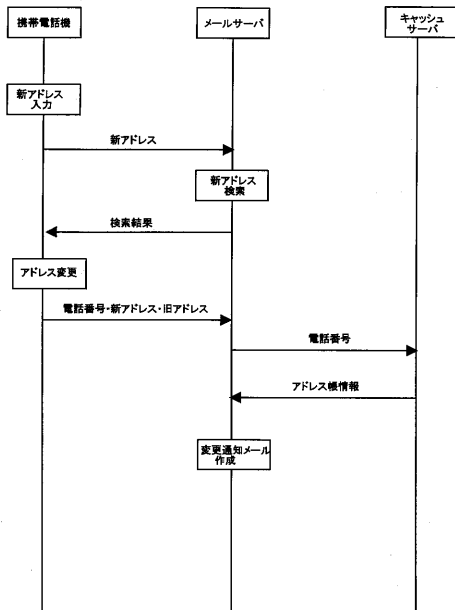 携帯電話機
メールサーバ
キャッシュ
サーバ
新アドレス
入力
新アドレス
新アドレス
検索
検索結果
アドレス変更
電話番号・新アドレス・旧アドレス
電話番号
アドレス帳情報
変更通知メール
作成